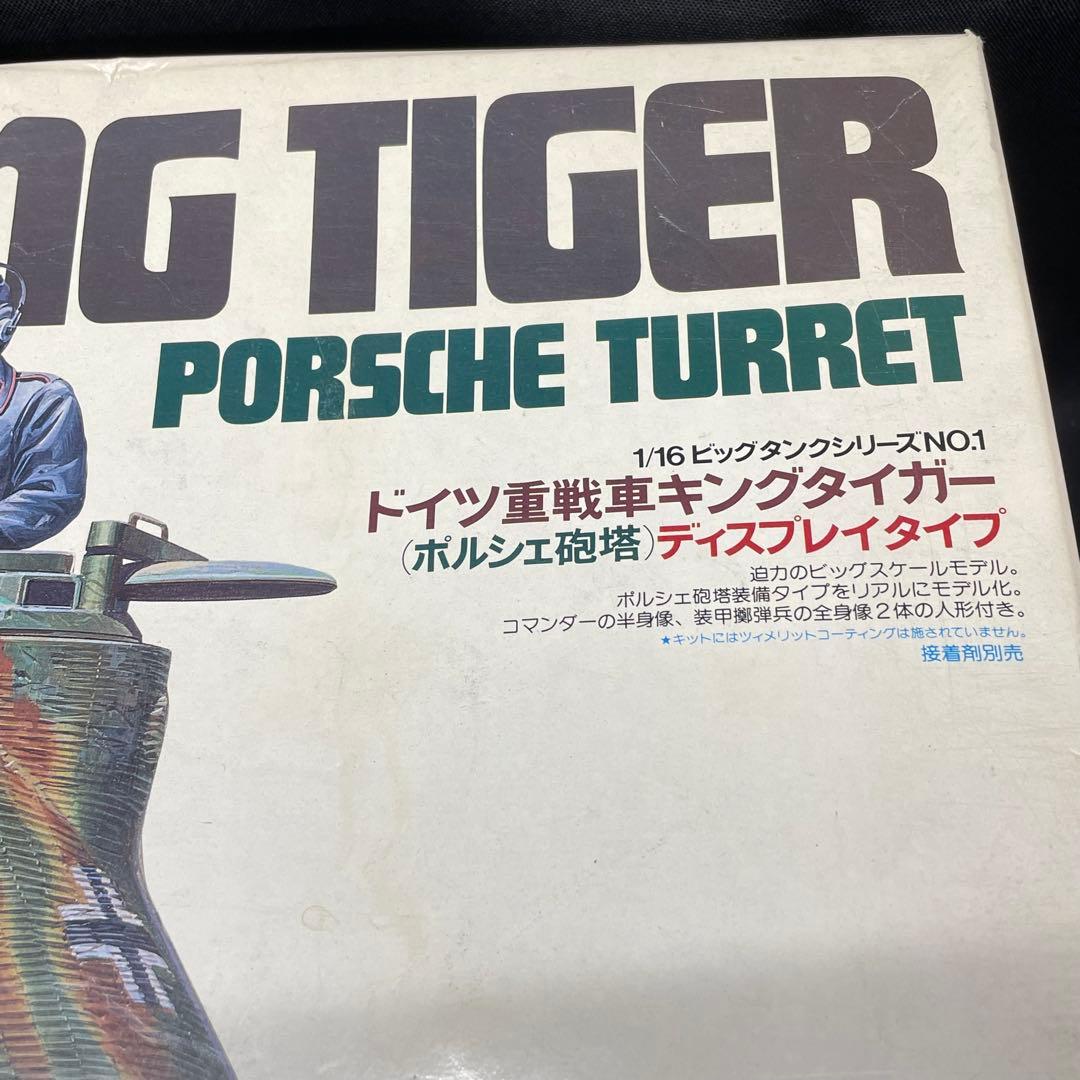 NG TIGER
PORSCHE TURRET
1/16 ビッグタンクシリーズNO.1
ドイツ重戦車キングタイガー
(ポルシェ砲塔)ディスプレイタイプ
迫力のビッグスケールモデル。
ポルシェ砲塔装備タイプをリアルにモデル化。
コマンダーの半身像、装甲擲弾兵の全身像2体の人形付き。
★キットにはツィメリットコーティングは施されていません。
接着剤別売